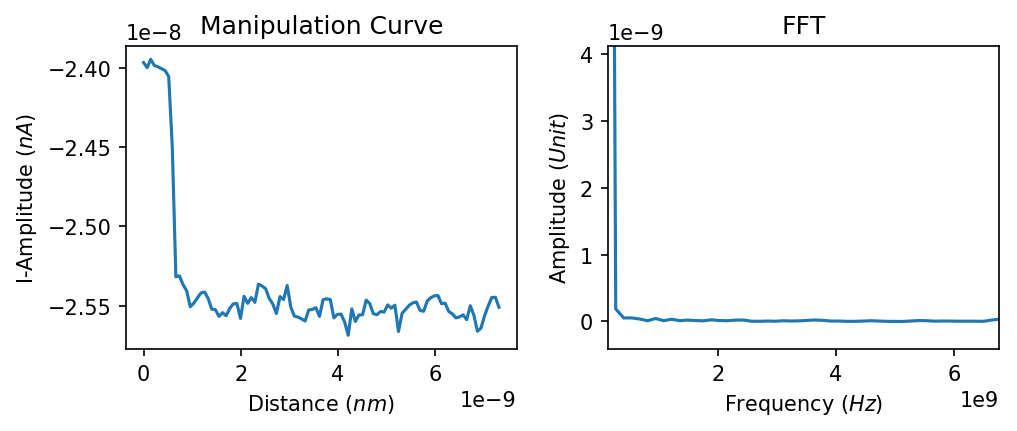 Manipulation Curve
1e−8
−2.40
−2.45
−2.50
−2.55
I-Amplitude (nA)
0 2 4 6
1e−9
Distance (nm)
FFT
1e−9
4
3
2
1
0
Amplitude (Unit)
2 4 6
1e9
Frequency (Hz)